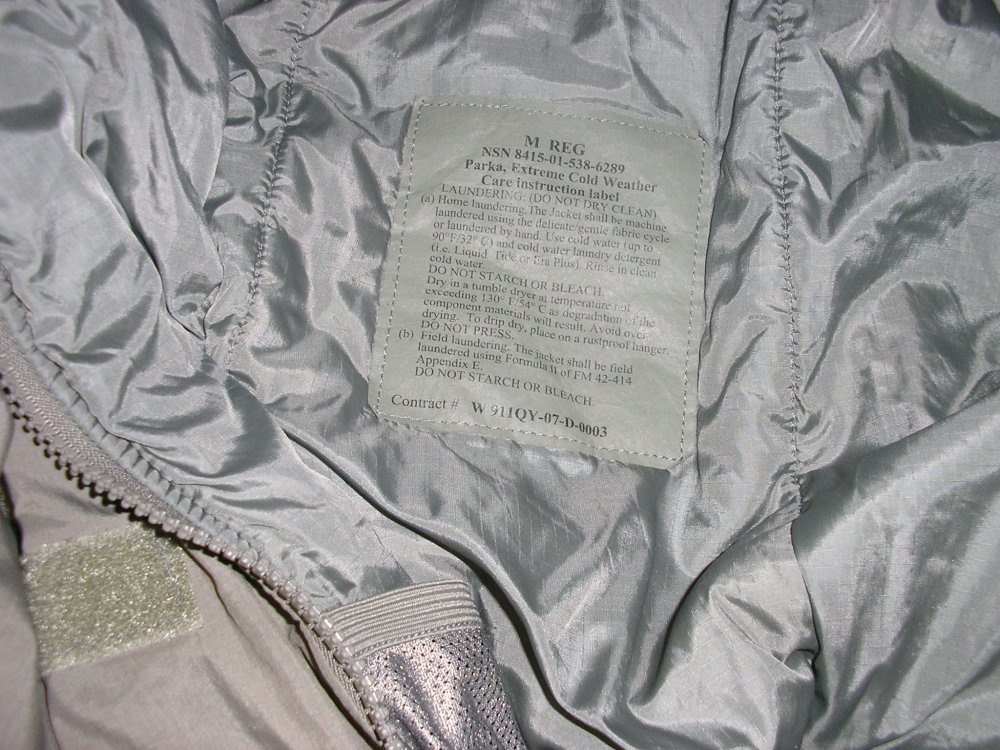 M REG
NSN 8415-01-538-6289
Parka, Extreme Cold Weather
Care instruction label
LAUNDERING: (DO NOT DRY CLEAN)
(a) Home laundering. The Jacket shall be machine
laundered using the delicate/gentle fabric cycle
or laundered by hand. Use cold water (up to
90°F/32° C) and cold water laundry detergent
(i.e. Liquid Tide or Era Plus). Rinse in clean
cold water.
DO NOT STARCH OR BLEACH.
Dry in a tumble dryer at temperature not
exceeding 130° F/54° C as degradation of the
component materials will result. Avoid over
drying. To drip dry, place on a rustproof hanger.
DO NOT PRESS.
(b) Field laundering. The jacket shall be field
laundered using Formula II of FM 42-414
Appendix E.
DO NOT STARCH OR BLEACH.
Contract # W 911QY-07-D-0003